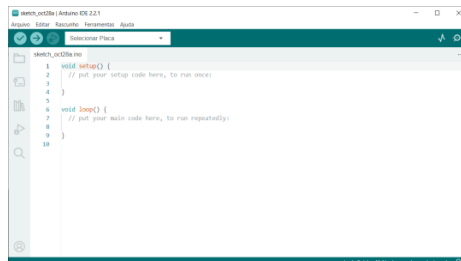 sketch_oct28a | Arduino IDE 2.2.1
Arquivo Editar Rascunho Ferramentas Ajuda
Selecionar Placa
sketch_oct28a.ino
1 void setup() {
2 // put your setup code here, to run once:
3
4 }
5
6 void loop() {
7 // put your main code here, to run repeatedly:
8
9 }
10